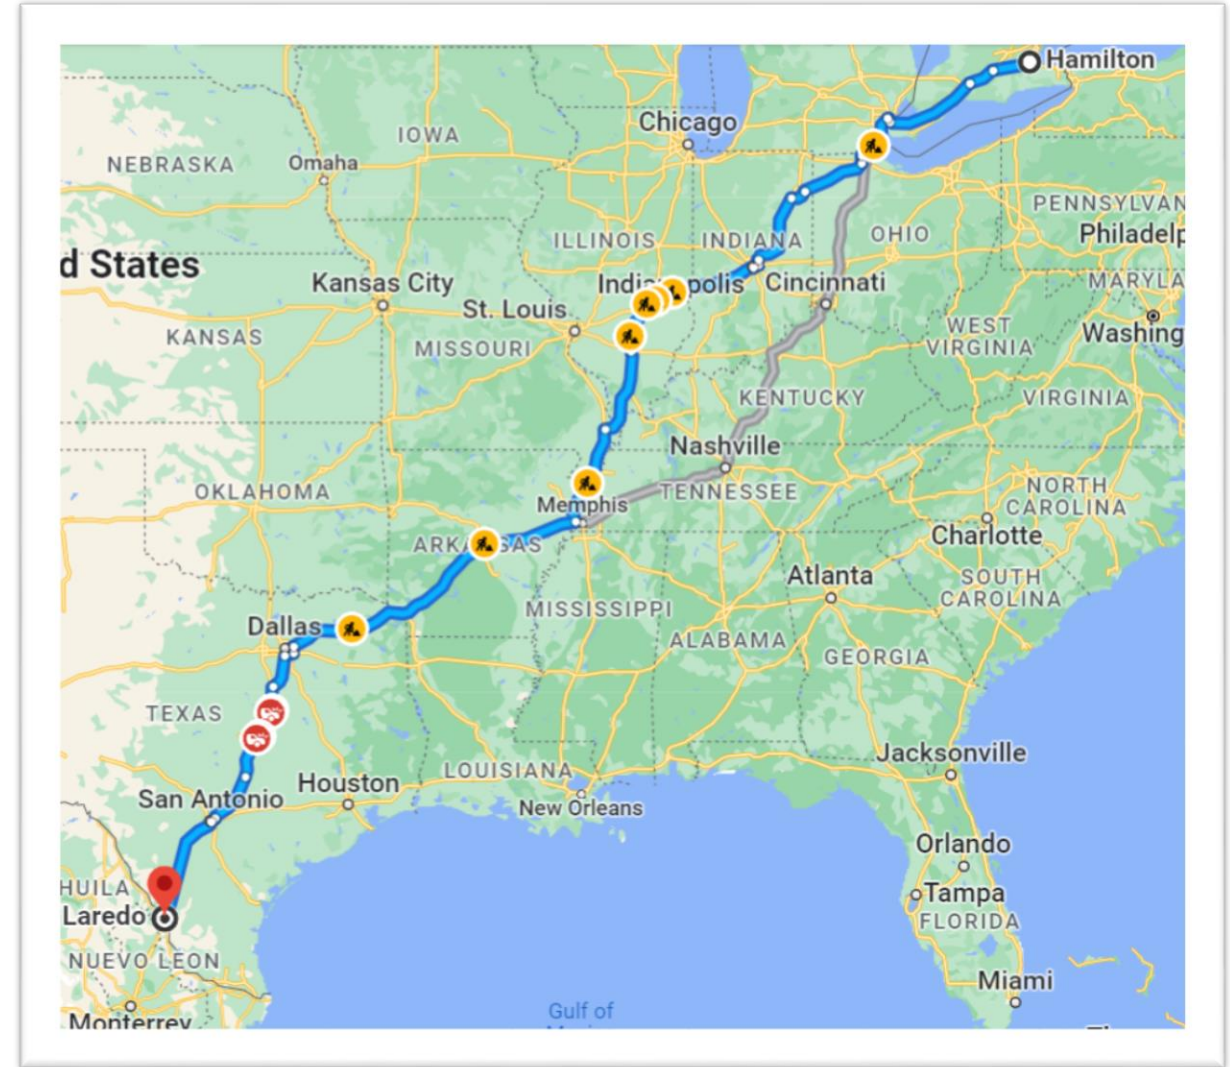 Hamilton
Chicago
IOWA
NEBRASKA
Omaha
PENNSYLVAN
ILLINOIS
INDIANA
OHIO
Philadelp
d States
Kansas City
Cincinnati
MARYLA
St. Louis
WEST
VIRGINIA
Washing
KANSAS
MISSOURI
KENTUCKY
VIRGINIA
Nashville
OKLAHOMA
TENNESSEE
NORTH
CAROLINA
Memphis
Charlotte
Atlanta
SOUTH
CAROLINA
MISSISSIPPI
Dallas
ALABAMA
GEORGIA
TEXAS
Jacksonville
LOUISIANA
Houston
San Antonio
New Orleans
Orlando
HUILA
Tampa
Laredo
FLORIDA
NUEVO LEON
Miami
Gulf of
Monterrey